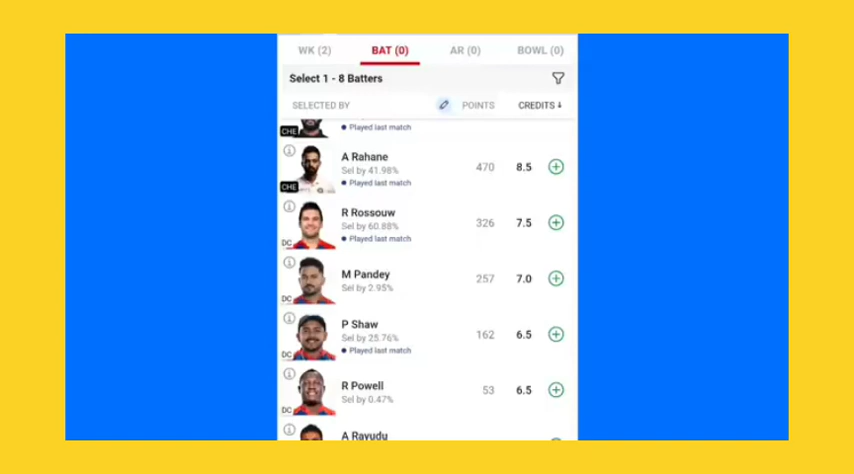 WK (2) BAT (0) AR (0) BOWL (0)
Select 1 - 8 Batters
SELECTED BY POINTS CREDITS ↓
CHE
Played last match
A Rahane
Sel by 41.98%
Played last match
470 8.5
CHE
R Rossouw
Sel by 60.88%
Played last match
326 7.5
DC
M Pandey
Sel by 2.95%
257 7.0
DC
P Shaw
Sel by 25.76%
Played last match
162 6.5
DC
R Powell
Sel by 0.47%
53 6.5
DC
A Rayudu